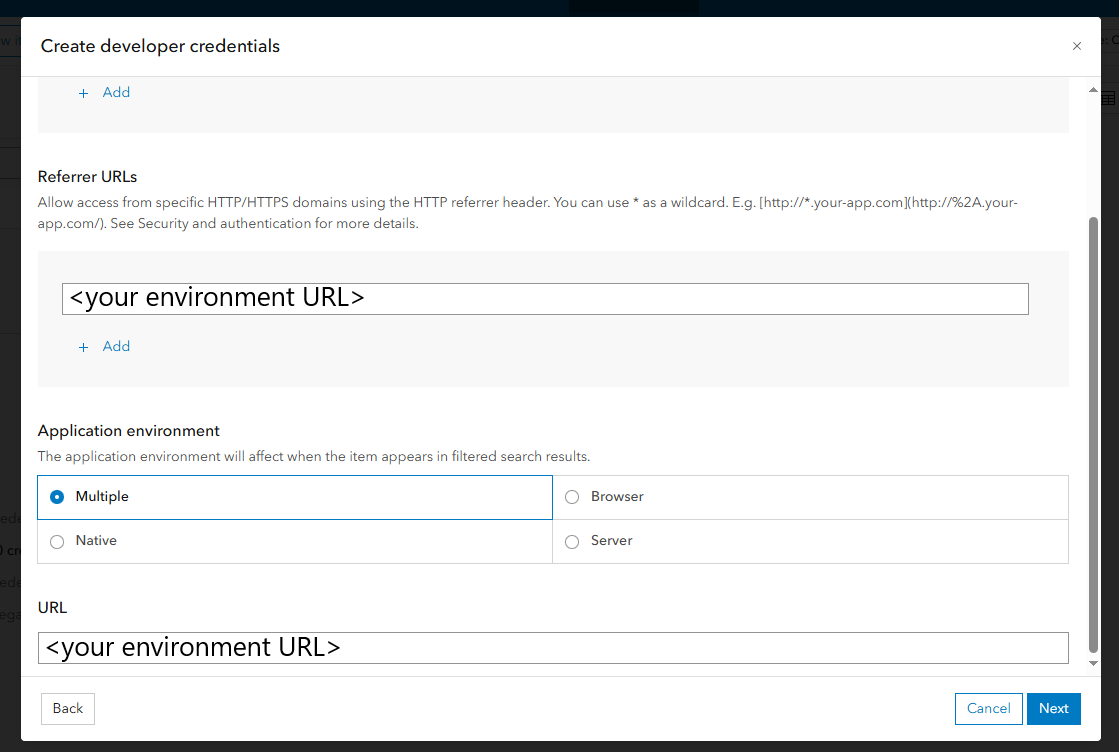 Create developer credentials
Add
Referrer URLs
Allow access from specific HTTP/HTTPS domains using the HTTP referrer header. You can use * as a wildcard. E.g. [http://*.your-app.com](http://%2A.your-
app.com/). See Security and authentication for more details.
<your environment URL>
Add
Application environment
The application environment will affect when the item appears in filtered search results.
Multiple
Browser
Native
Server
URL
<your environment URL>
Back
Cancel
Next